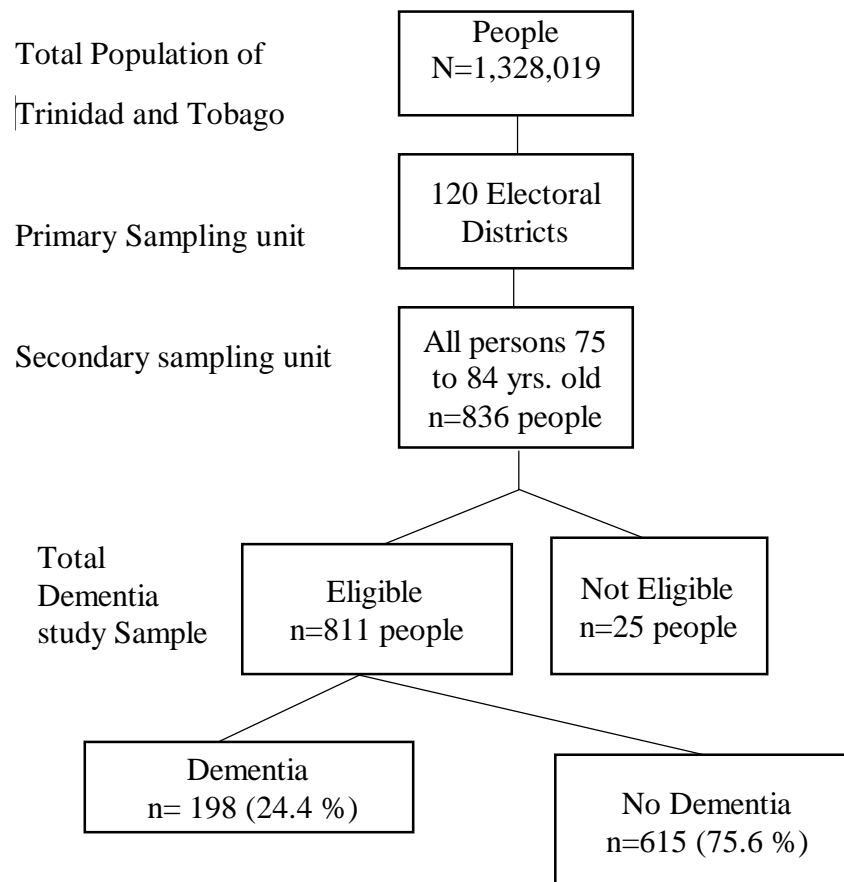 Total Population of
Trinidad and Tobago
People
N=1,328,019
Primary Sampling unit
120 Electoral
Districts
Secondary sampling unit
All persons 75
to 84 yrs. old
n=836 people
Total
Dementia
study Sample
Eligible
n=811 people
Not Eligible
n=25 people
Dementia
n= 198 (24.4 %)
No Dementia
n=615 (75.6 %)